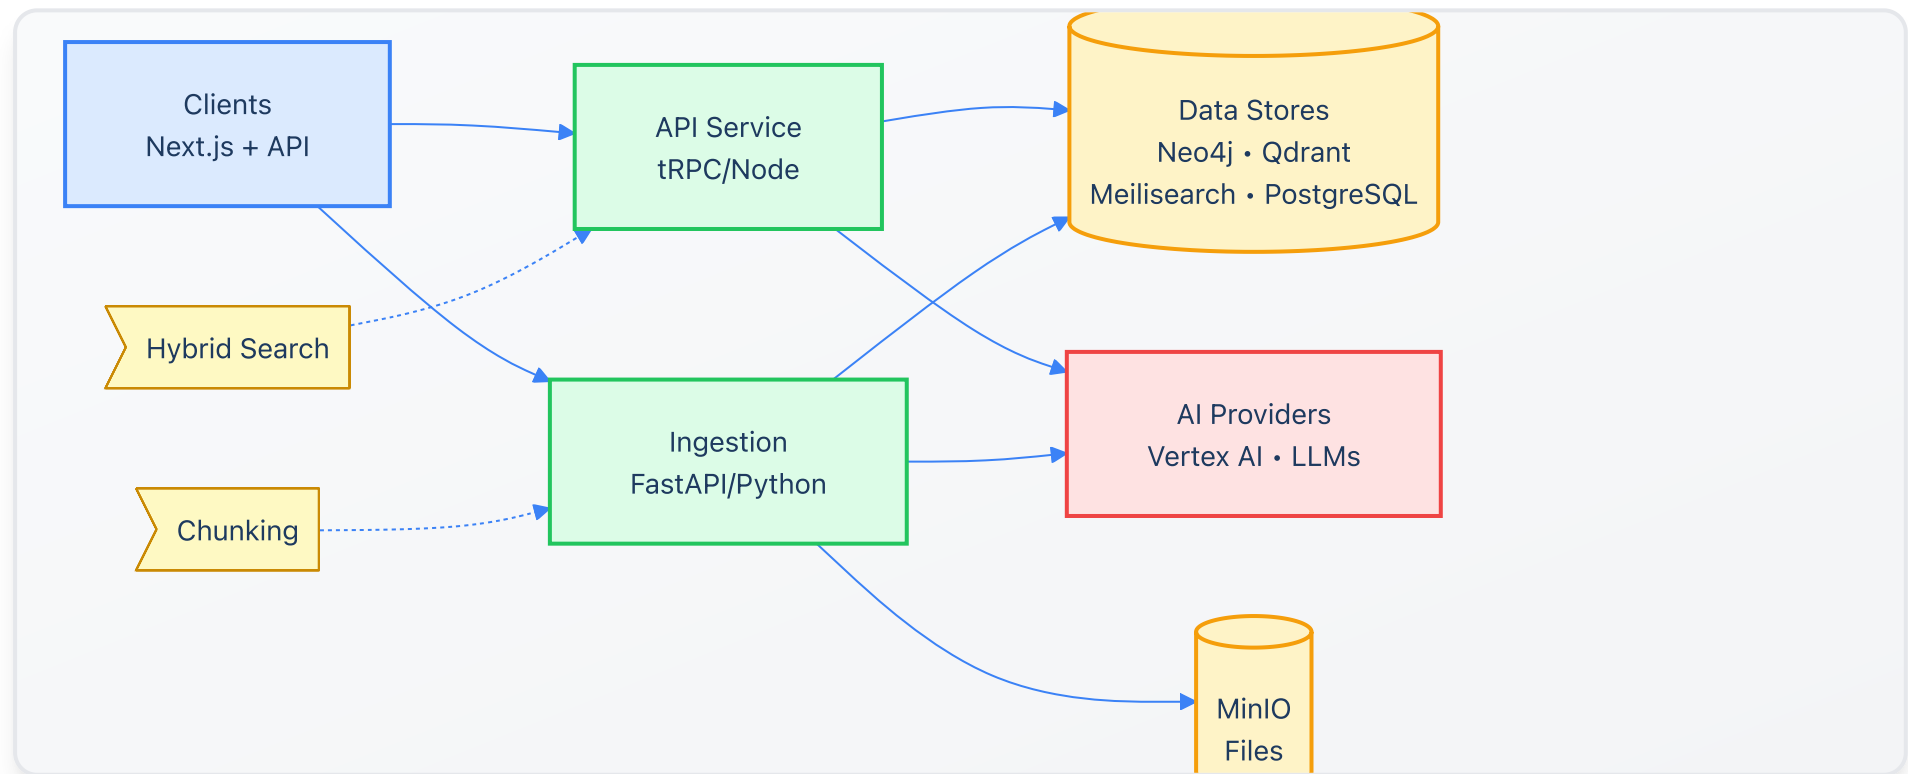 Clients
Next.js + API
API Service
tRPC/Node
Data Stores
Neo4j • Qdrant
Meilisearch • PostgreSQL
Hybrid Search
Ingestion
FastAPI/Python
AI Providers
Vertex AI • LLMs
Chunking
MinIO
Files